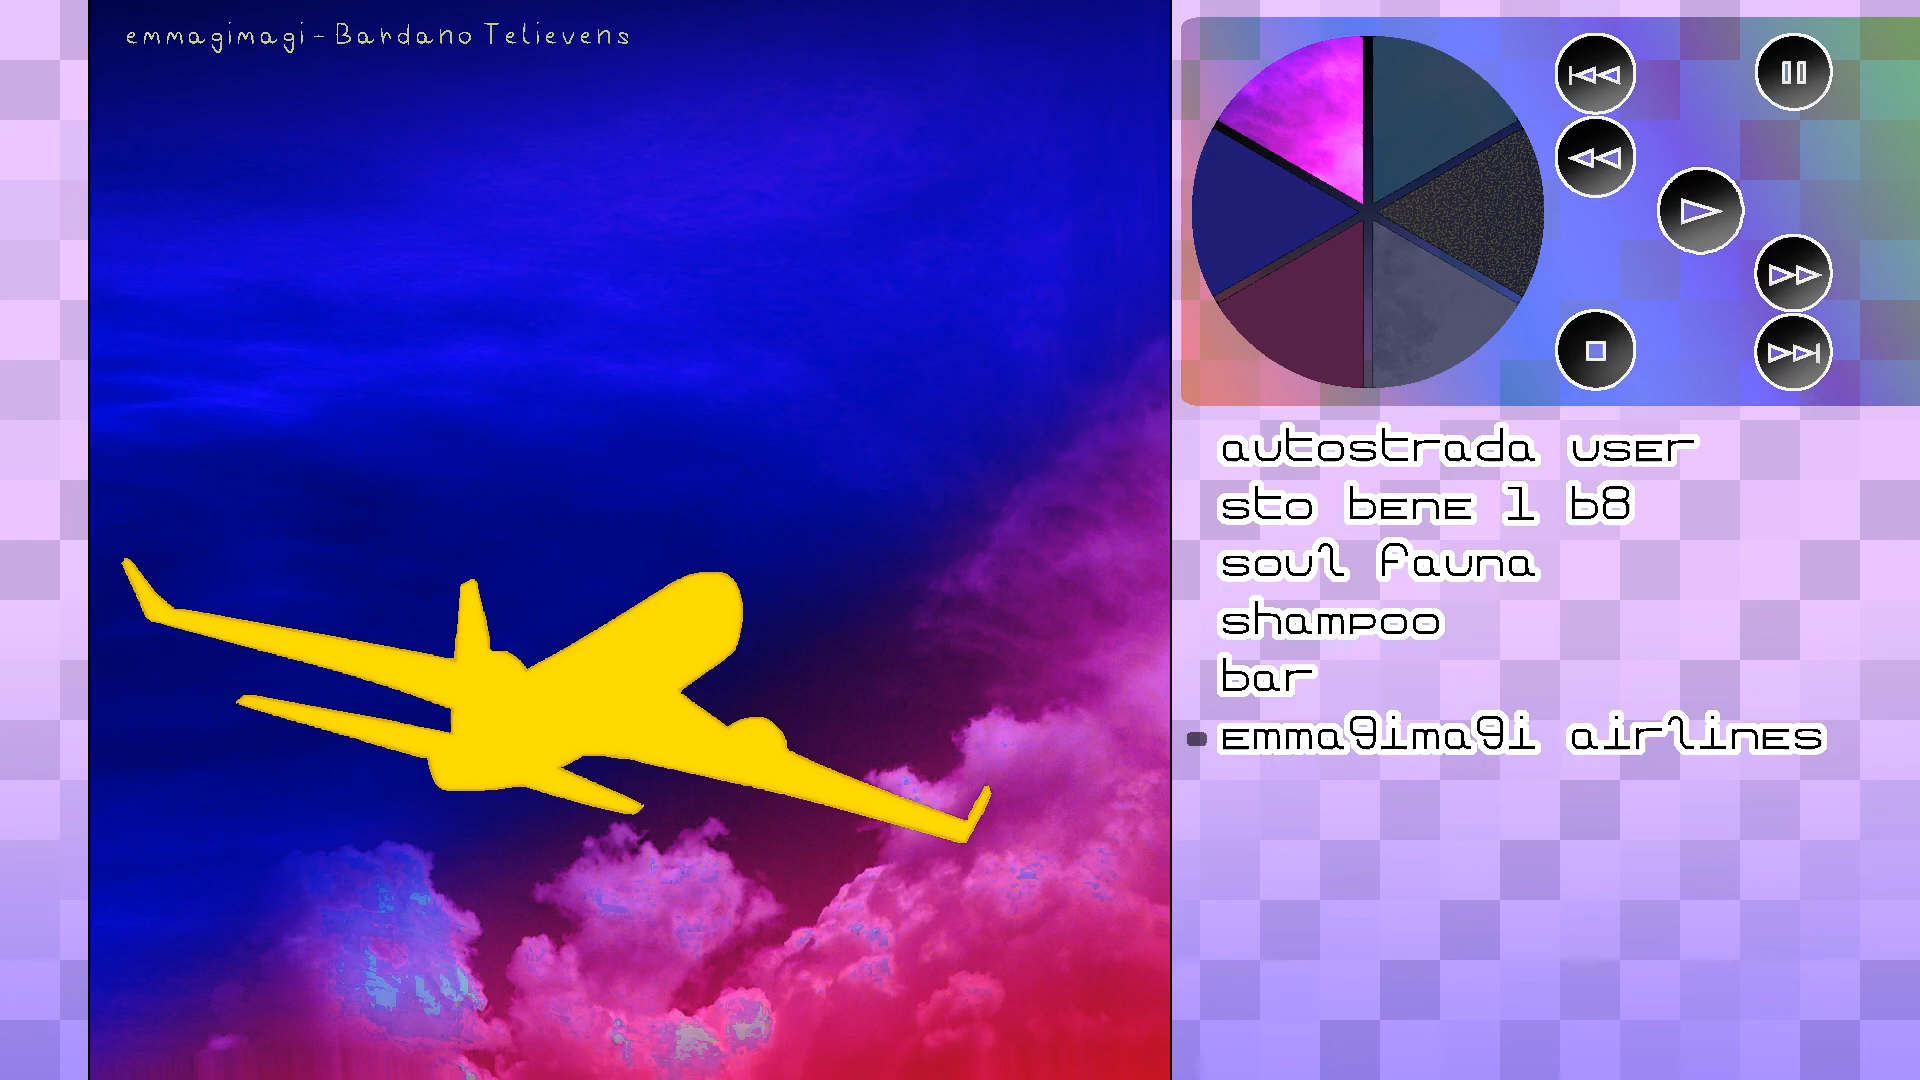 emmagimagi - Bardano Telievens
autostrada user
sto bene 1 b8
soul fauna
shampoo
bar
emmagimagi airlines